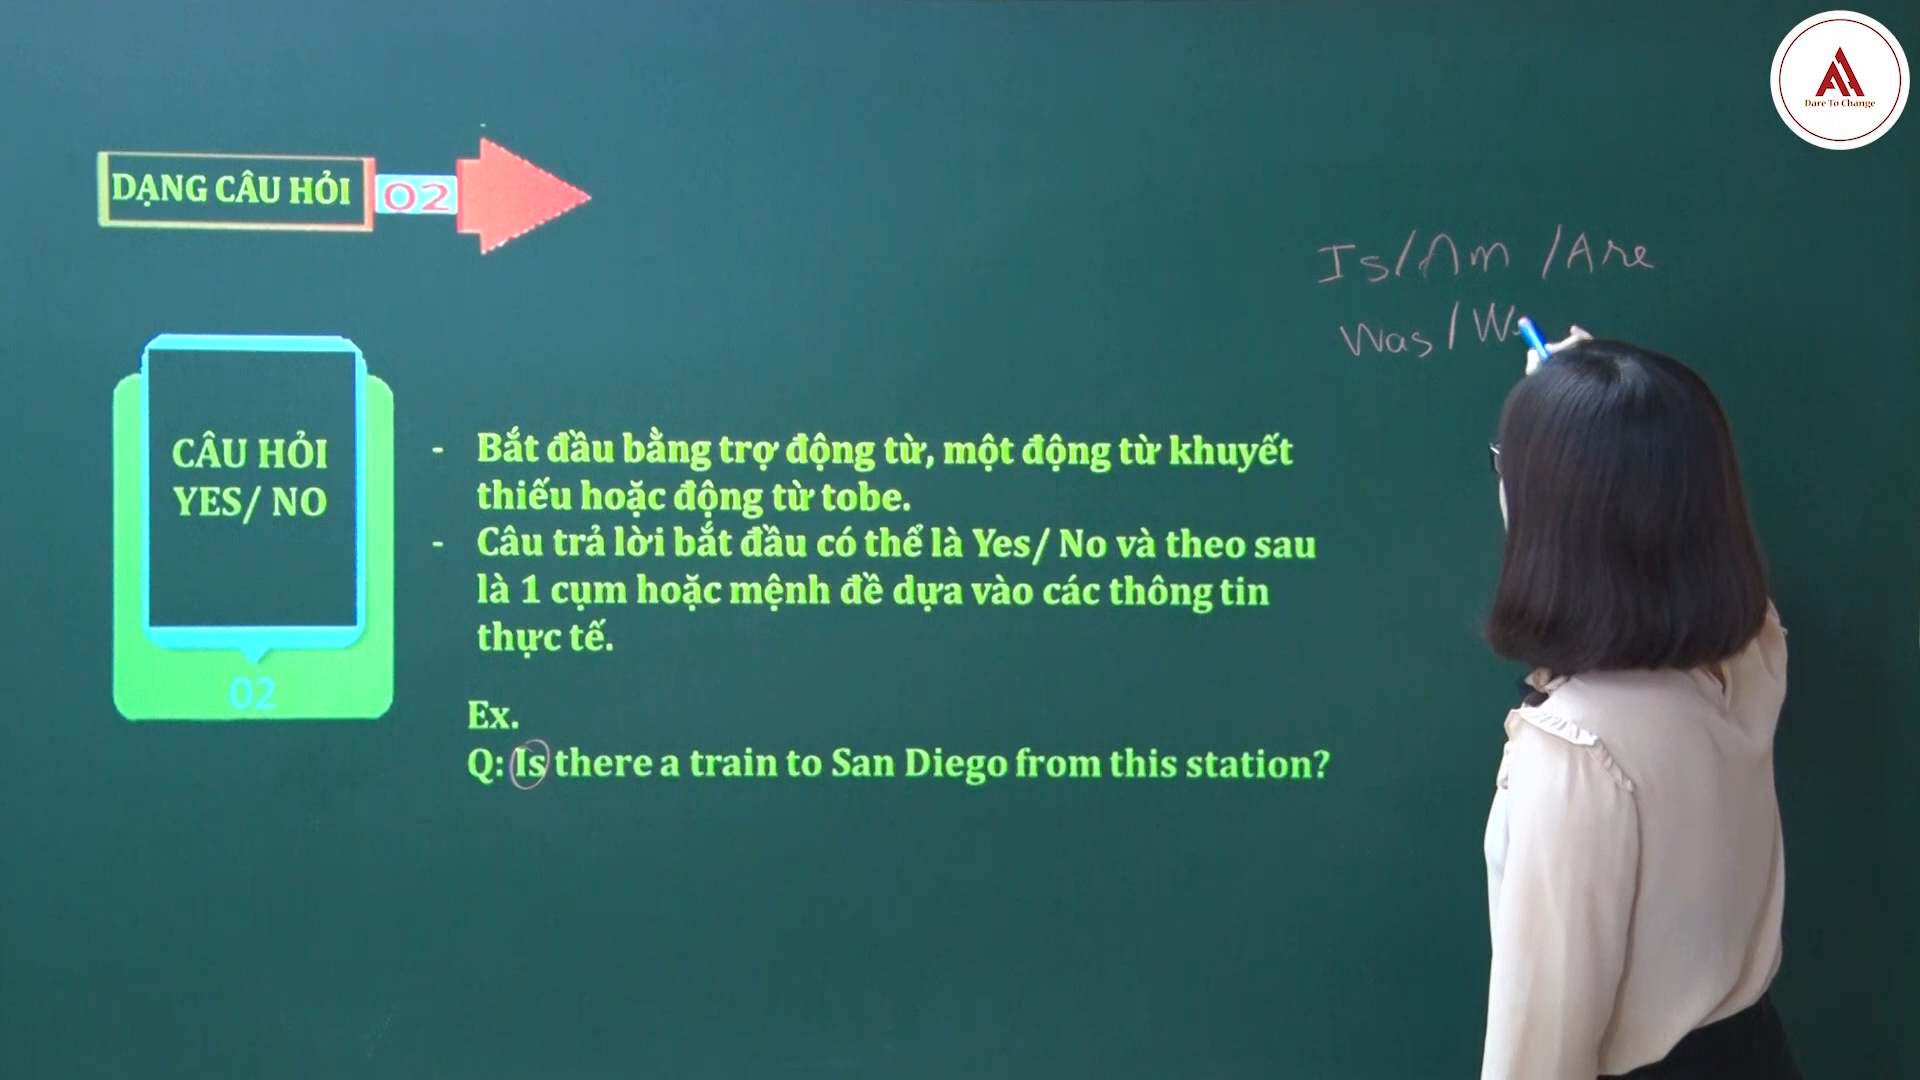 Dare To Change
DẠNG CÂU HỎI 02
Is/Am/Are
Was/
CÂU HỎI
YES/ NO
02
- Bắt đầu bằng trợ động từ, một động từ khuyết
thiếu hoặc động từ tobe.
- Câu trả lời bắt đầu có thể là Yes/ No và theo sau
là 1 cụm hoặc mệnh đề dựa vào các thông tin
thực tế.
Ex.
Q: Is there a train to San Diego from this station?